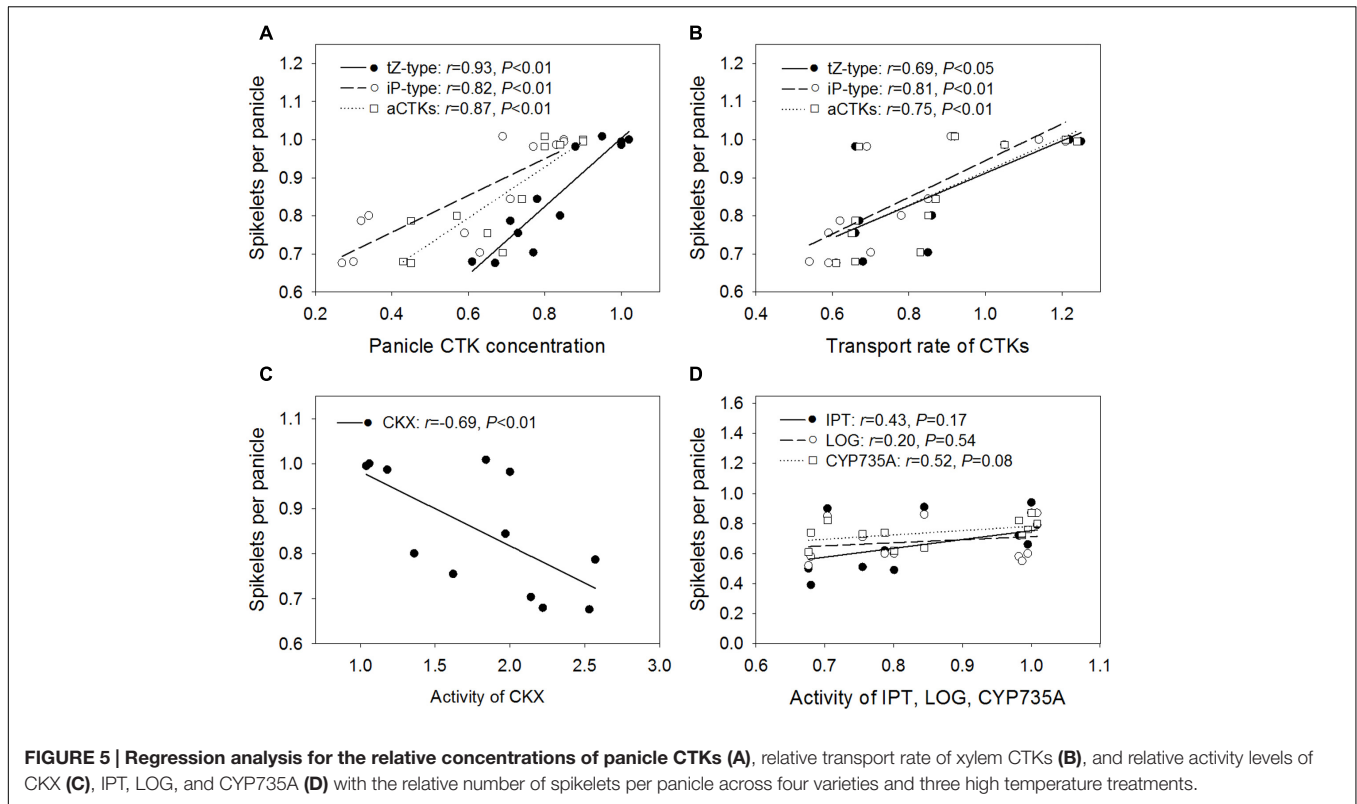 A
tZ-type: r=0.93, P<0.01
iP-type: r=0.82, P<0.01
aCTKs: r=0.87, P<0.01
Spikelets per panicle
1.2
1.1
1.0
0.9
0.8
0.7
0.6
0.2 0.4 0.6 0.8 1.0
Panicle CTK concentration
B
tZ-type: r=0.69, P<0.05
iP-type: r=0.81, P<0.01
aCTKs: r=0.75, P<0.01
Spikelets per panicle
1.2
1.1
1.0
0.9
0.8
0.7
0.6
0.4 0.6 0.8 1.0 1.2
Transport rate of CTKs
C
CKX: r=-0.69, P<0.01
Spikelets per panicle
1.1
1.0
0.9
0.8
0.7
0.6
1.0 1.5 2.0 2.5 3.0
Activity of CKX
D
IPT: r=0.43, P=0.17
LOG: r=0.20, P=0.54
CYP735A: r=0.52, P=0.08
Spikelets per panicle
1.6
1.4
1.2
1.0
0.8
0.6
0.4
0.2
0.0
0.6 0.7 0.8 0.9 1.0 1.1
Activity of IPT, LOG, CYP735A
FIGURE 5 | Regression analysis for the relative concentrations of panicle CTKs (A), relative transport rate of xylem CTKs (B), and relative activity levels of
CKX (C), IPT, LOG, and CYP735A (D) with the relative number of spikelets per panicle across four varieties and three high temperature treatments.